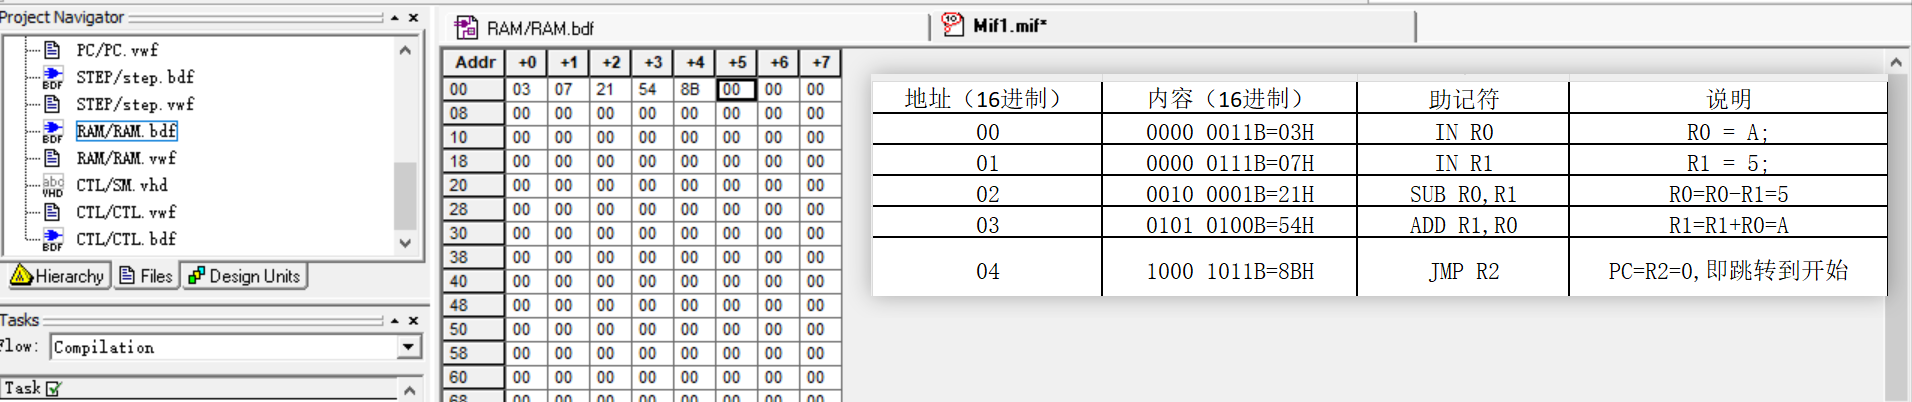 Project Navigator
PC/PC.vwf
STEP/step.bdf
STEP/step.vwf
RAM/RAM.bdf
RAM/RAM.vwf
CTL/SM.vhd
CTL/CTL.vwf
CTL/CTL.bdf
Hierarchy Files Design Units
Tasks
Flow: Compilation
Task
RAM/RAM.bdf Mif1.mif*
Addr +0 +1 +2 +3 +4 +5 +6 +7
00 03 07 21 54 8B 00 00 00
08 00 00 00 00 00 00 00 00
10 00 00 00 00 00 00 00 00
18 00 00 00 00 00 00 00 00
20 00 00 00 00 00 00 00 00
28 00 00 00 00 00 00 00 00
30 00 00 00 00 00 00 00 00
38 00 00 00 00 00 00 00 00
40 00 00 00 00 00 00 00 00
48 00 00 00 00 00 00 00 00
50 00 00 00 00 00 00 00 00
58 00 00 00 00 00 00 00 00
60 00 00 00 00 00 00 00 00
68 00 00 00 00 00 00 00 00
地址（16进制） 内容（16进制） 助记符 说明
00 0000 0011B=03H IN R0 R0 = A;
01 0000 0111B=07H IN R1 R1 = 5;
02 0010 0001B=21H SUB R0,R1 R0=R0-R1=5
03 0101 0100B=54H ADD R1,R0 R1=R1+R0=A
04 1000 1011B=8BH JMP R2 PC=R2=0,即跳转到开始